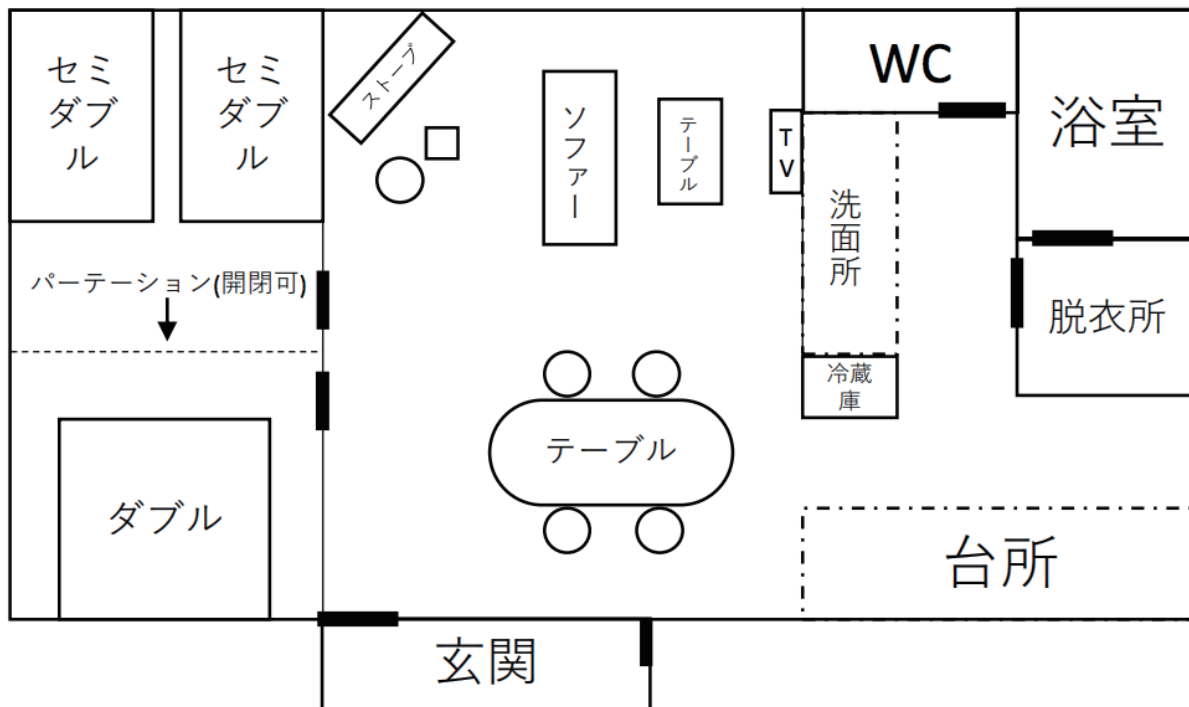 セミ
ダブ
ル
セミ
ダブ
ル
ストーブ
ソファー
テーブル
TV
WC
浴室
洗面所
脱衣所
パーテーション(開閉可)
冷蔵
庫
テーブル
ダブル
台所
玄関